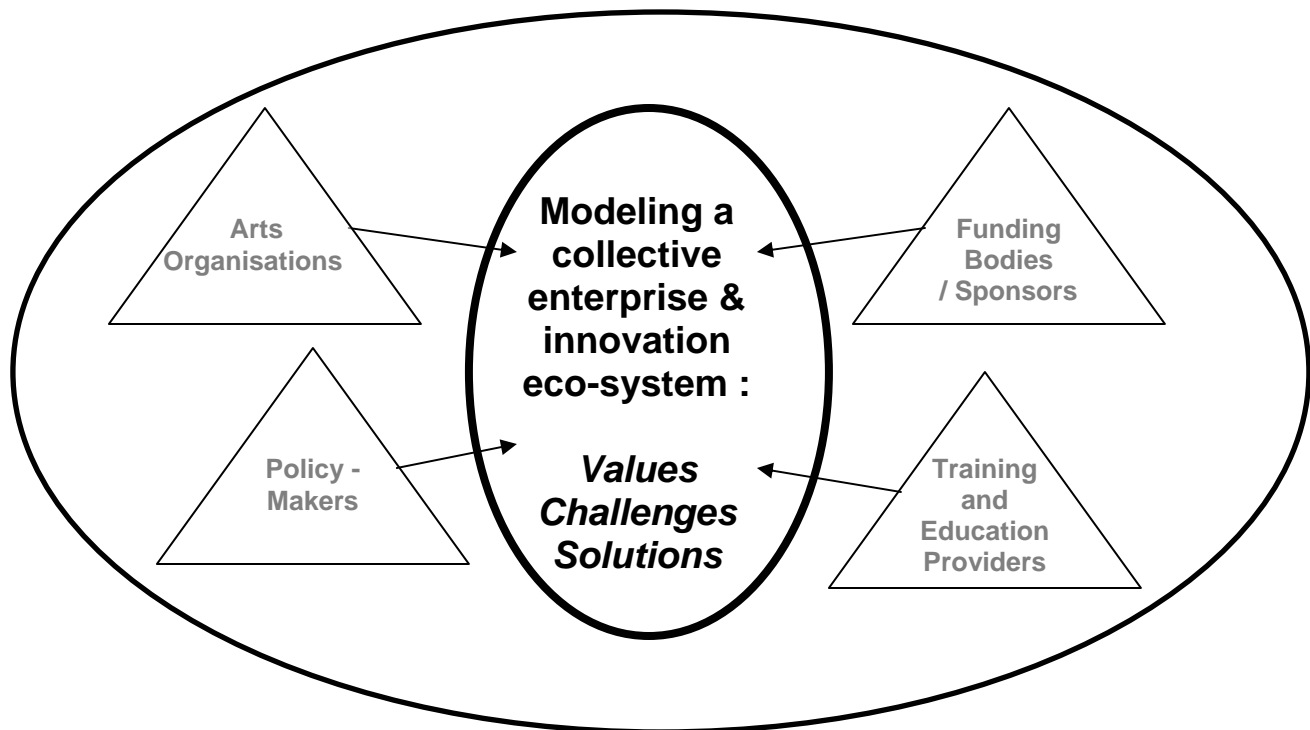 Arts
Organisations
Policy -
Makers
Modeling a
collective
enterprise &
innovation
eco-system :
Values
Challenges
Solutions
Funding
Bodies
/ Sponsors
Training
and
Education
Providers